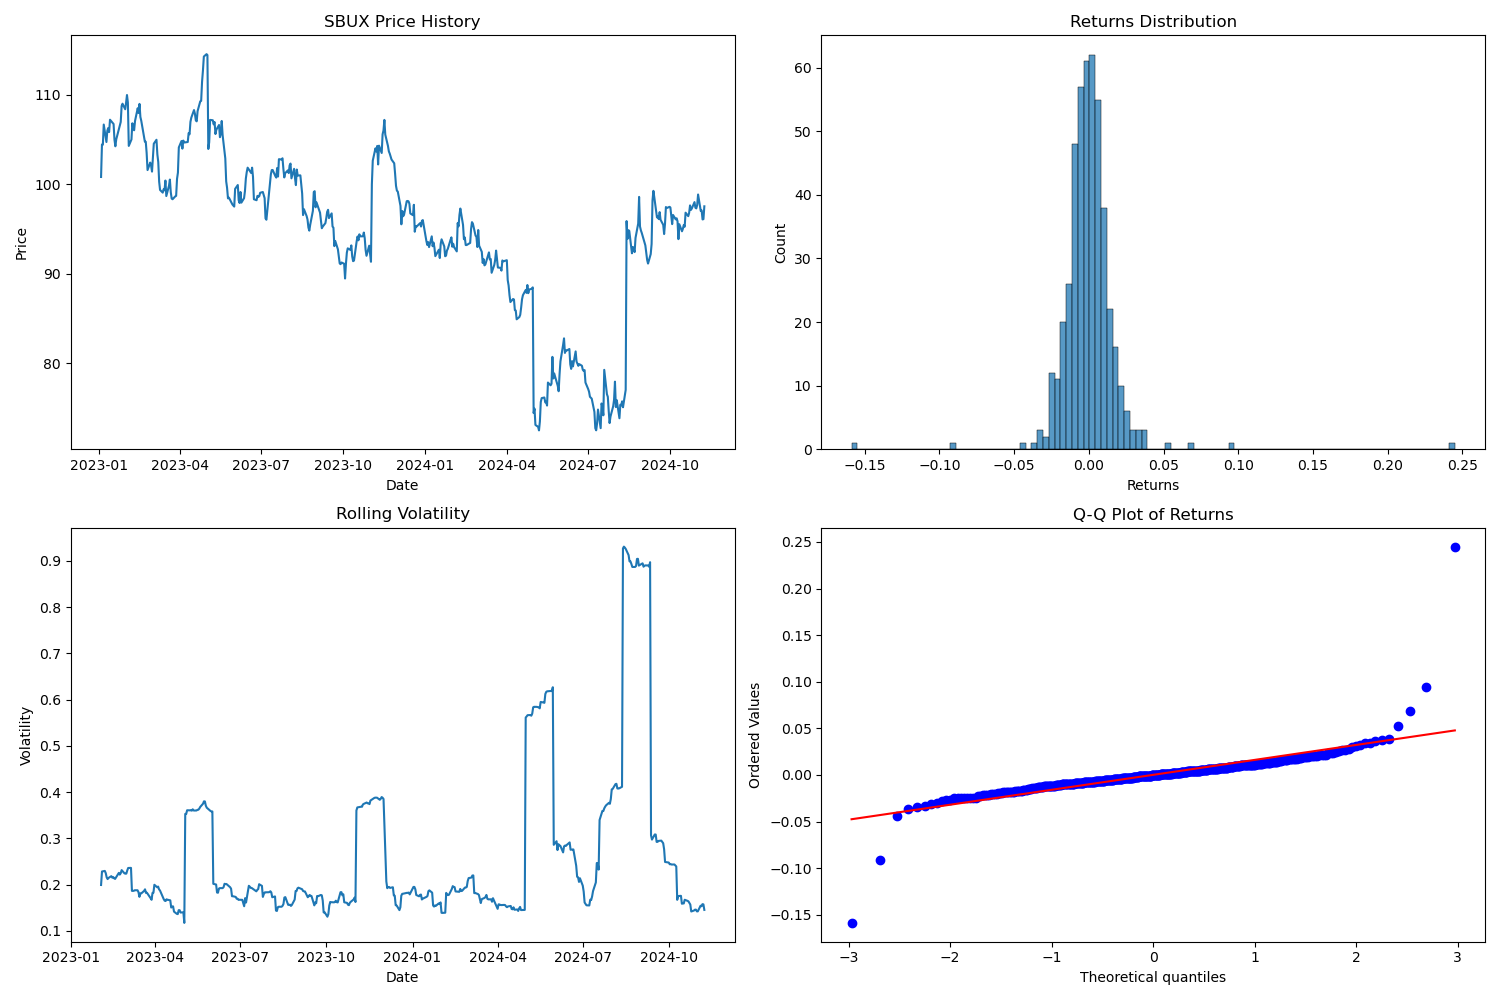 SBUX Price History
Price
110
100
90
80
2023-01 2023-04 2023-07 2023-10 2024-01 2024-04 2024-07 2024-10
Date
Returns Distribution
Count
60
50
40
30
20
10
0
−0.15 −0.10 −0.05 0.00 0.05 0.10 0.15 0.20 0.25
Returns
Rolling Volatility
Volatility
0.9
0.8
0.7
0.6
0.5
0.4
0.3
0.2
0.1
2023-01 2023-04 2023-07 2023-10 2024-01 2024-04 2024-07 2024-10
Date
Q-Q Plot of Returns
Ordered Values
0.25
0.20
0.15
0.10
0.05
0.00
−0.05
−0.10
−0.15
−3 −2 −1 0 1 2 3
Theoretical quantiles